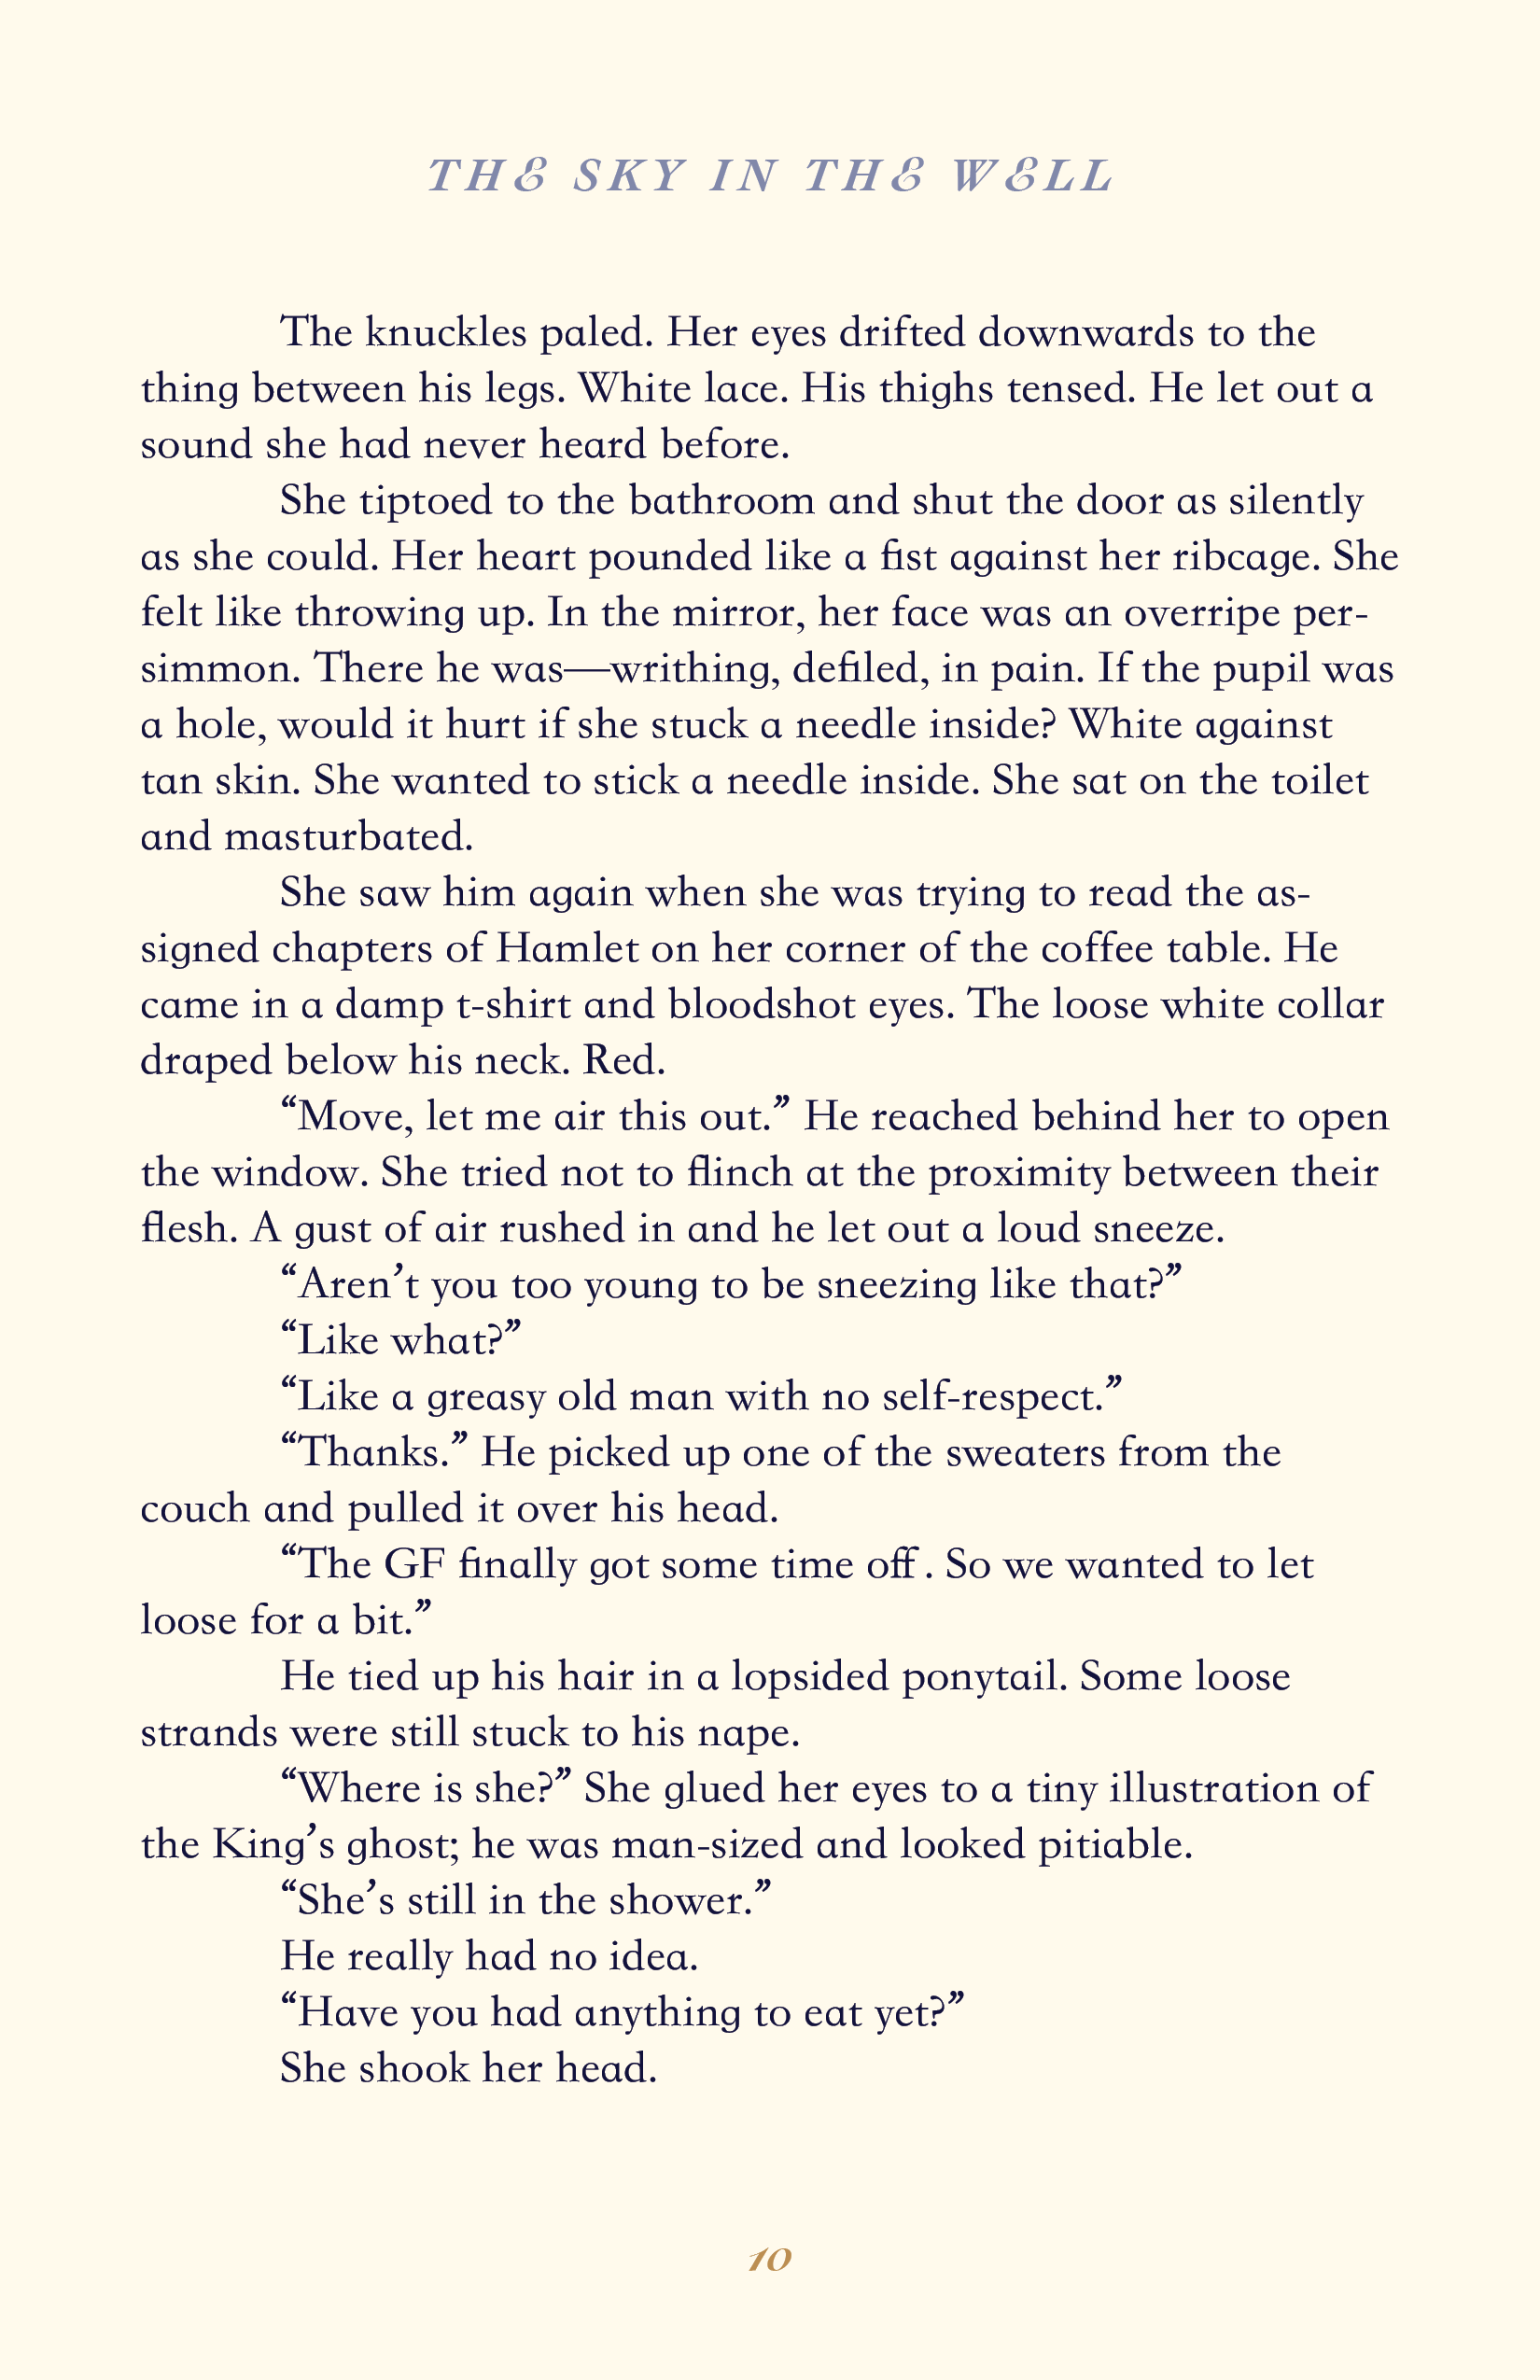 THE SKY IN THE WELL
The knuckles paled. Her eyes drifted downwards to the
thing between his legs. White lace. His thighs tensed. He let out a
sound she had never heard before.
She tiptoed to the bathroom and shut the door as silently
as she could. Her heart pounded like a fist against her ribcage. She
felt like throwing up. In the mirror, her face was an overripe per-
simmon. There he was—writhing, defiled, in pain. If the pupil was
a hole, would it hurt if she stuck a needle inside? White against
tan skin. She wanted to stick a needle inside. She sat on the toilet
and masturbated.
She saw him again when she was trying to read the as-
signed chapters of Hamlet on her corner of the coffee table. He
came in a damp t-shirt and bloodshot eyes. The loose white collar
draped below his neck. Red.
“Move, let me air this out.” He reached behind her to open
the window. She tried not to flinch at the proximity between their
flesh. A gust of air rushed in and he let out a loud sneeze.
“Aren’t you too young to be sneezing like that?”
“Like what?”
“Like a greasy old man with no self-respect.”
“Thanks.” He picked up one of the sweaters from the
couch and pulled it over his head.
“The GF finally got some time off. So we wanted to let
loose for a bit.”
He tied up his hair in a lopsided ponytail. Some loose
strands were still stuck to his nape.
“Where is she?” She glued her eyes to a tiny illustration of
the King’s ghost; he was man-sized and looked pitiable.
“She’s still in the shower.”
He really had no idea.
“Have you had anything to eat yet?”
She shook her head.
10